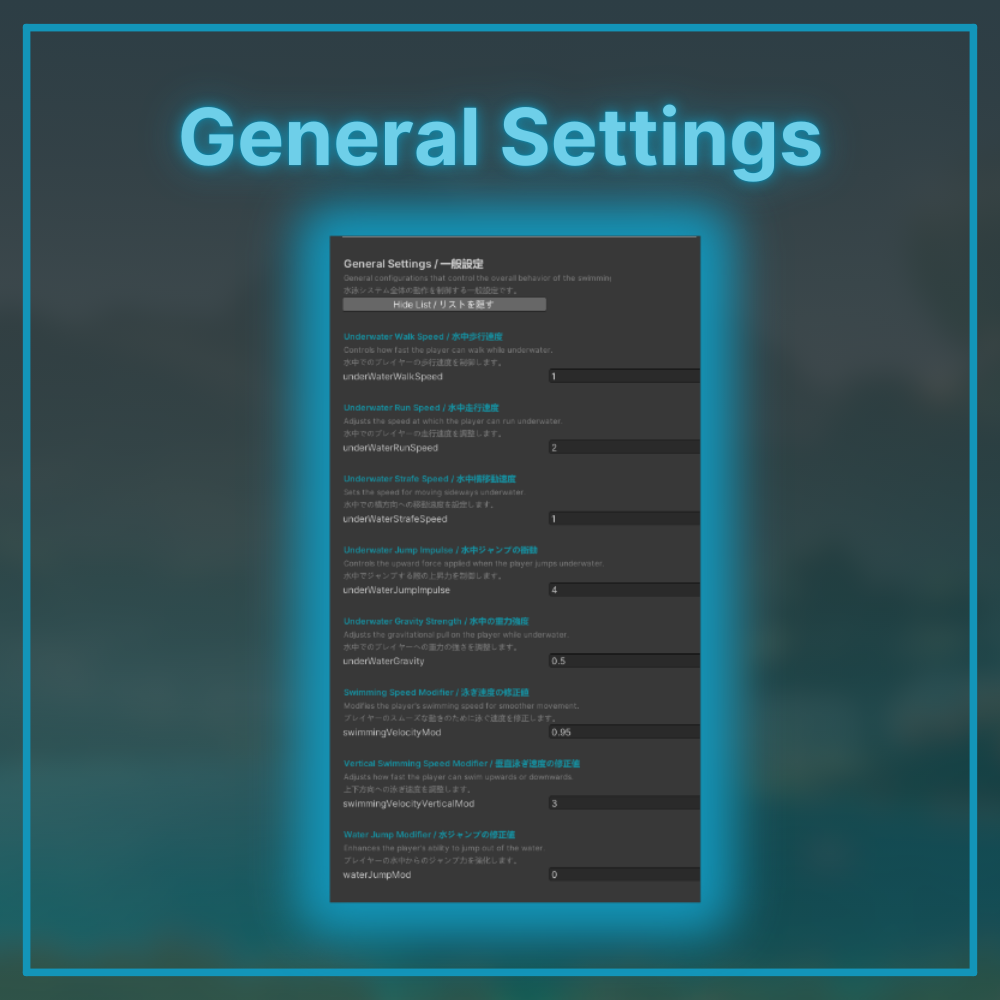 General Settings
General Settings / 一般設定
General configurations that control the overall behavior of the swimming
水泳システム全体の動作を制御する一般設定です。
Hide List / リストを隠す
Underwater Walk Speed / 水中歩行速度
Controls how fast the player can walk while underwater.
水中でのプレイヤーの歩行速度を制御します。
underWaterWalkSpeed
1
Underwater Run Speed / 水中走行速度
Adjusts the speed at which the player can run underwater.
水中でのプレイヤーの走行速度を調整します。
underWaterRunSpeed
2
Underwater Strafe Speed / 水中横移動速度
Sets the speed for moving sideways underwater
水中での横方向への移動速度を設定します。
underWaterStrafeSpeed
1
Underwater Jump Impulse / 水中ジャンプの衝動
Controls the upward force applied when the player jumps underwater.
水中でジャンプする際の上昇力を制御します。
underWaterJumpImpulse
4
Underwater Gravity Strength / 水中の重力強度
Adjusts the gravitational pull on the player while underwater.
水中でのプレイヤーへの重力の強さを調整します。
underWaterGravity
0.5
Swimming Speed Modifier / 泳ぎ速度の修正値
Modifies the player's swimming speed for smoother movement.
プレイヤーのスムーズな動きのために泳ぐ速度を修正します。
swimmingVelocityMod
0.95
Vertical Swimming Speed Modifier / 垂直泳ぎ速度の修正値
Adjusts how fast the player can swim upwards or downwards.
上下方向への泳ぎ速度を調整します。
swimmingVelocityVerticalMod
3
Water Jump Modifier / 水ジャンプの修正値
Enhances the player's ability to jump out of the water.
プレイヤーの水中からのジャンプ力を強化します。
waterJumpMod
0